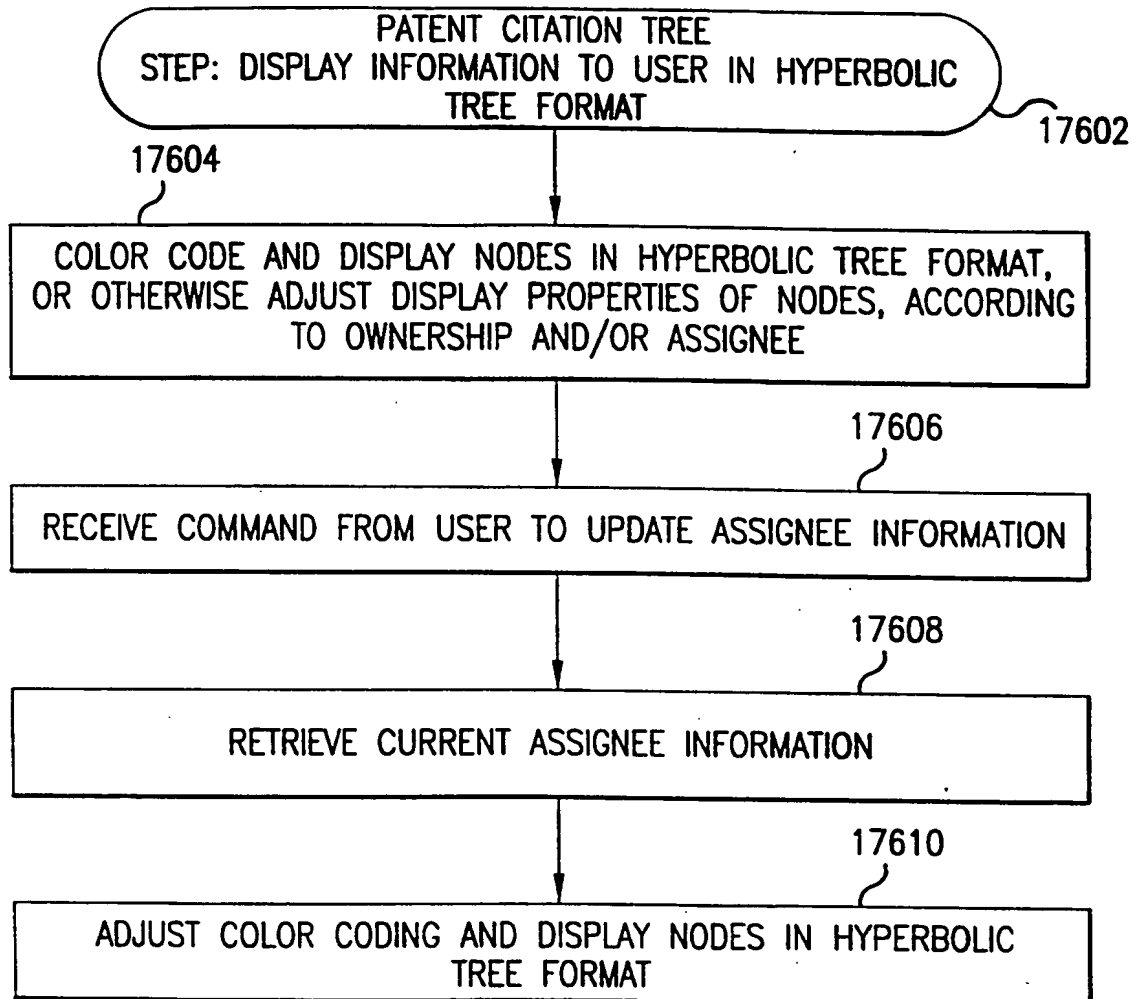 PATENT CITATION TREE
STEP: DISPLAY INFORMATION TO USER IN HYPERBOLIC
TREE FORMAT
17602
17604
COLOR CODE AND DISPLAY NODES IN HYPERBOLIC TREE FORMAT,
OR OTHERWISE ADJUST DISPLAY PROPERTIES OF NODES, ACCORDING
TO OWNERSHIP AND/OR ASSIGNEE
17606
RECEIVE COMMAND FROM USER TO UPDATE ASSIGNEE INFORMATION
17608
RETRIEVE CURRENT ASSIGNEE INFORMATION
17610
ADJUST COLOR CODING AND DISPLAY NODES IN HYPERBOLIC
TREE FORMAT